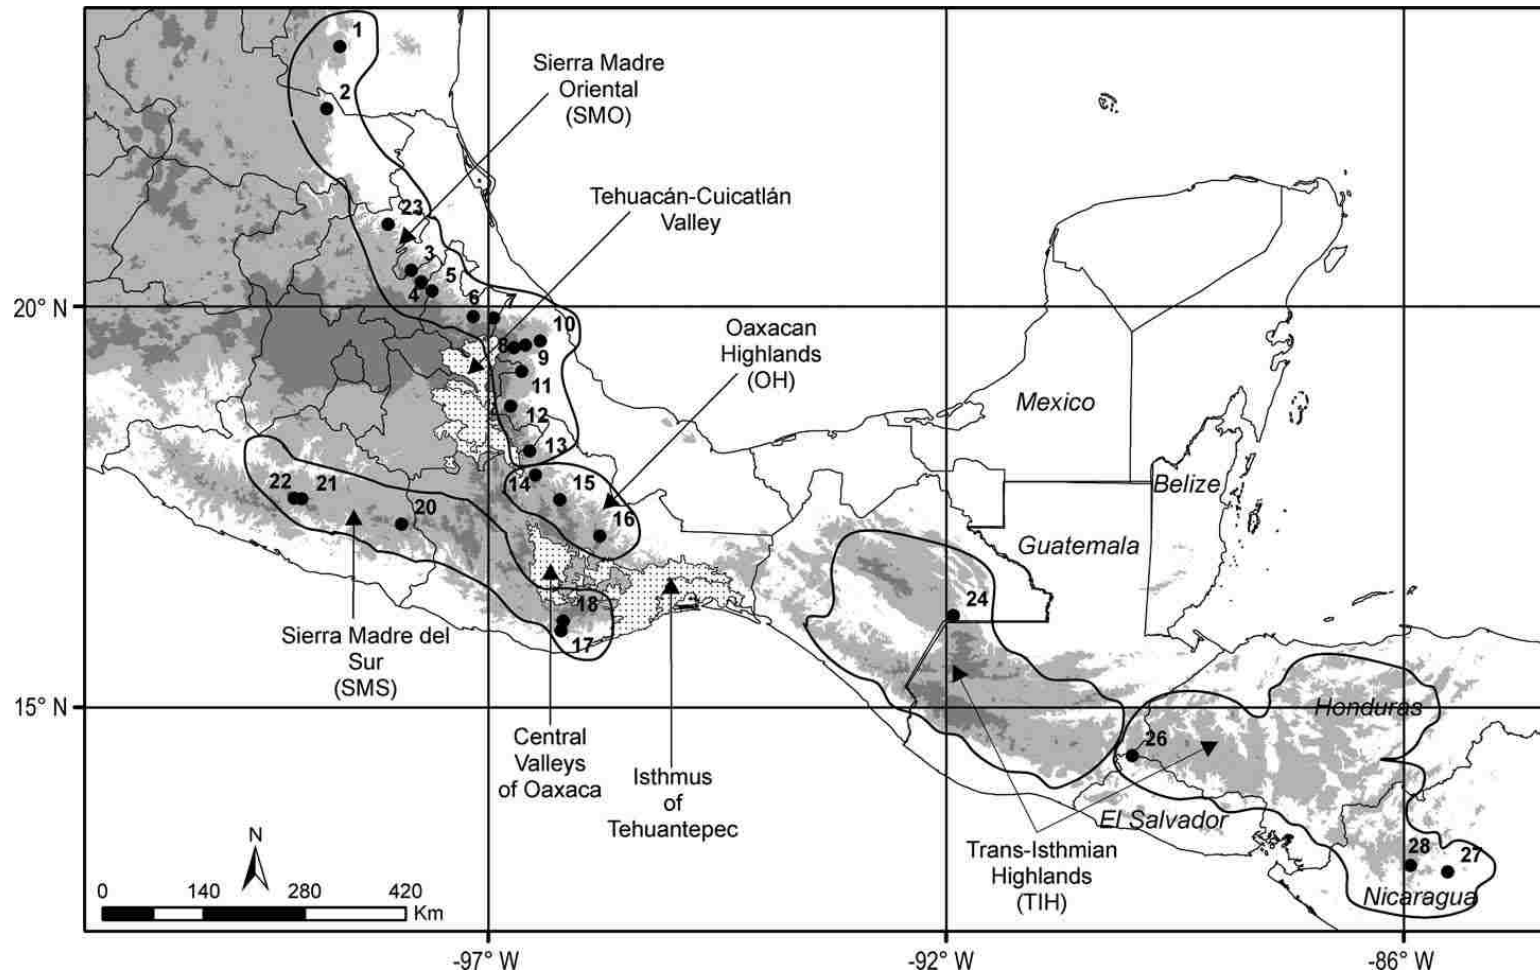 1
Sierra Madre
Oriental
(SMO)
2
Tehuacán-Cuicatlán
Valley
23
3
5
4
20° N
6
7
10
8
9
Oaxacan
Highlands
(OH)
11
Mexico
12
13
14
15
Belize
22
21
20
16
Guatemala
24
18
17
Sierra Madre del
Sur
(SMS)
15° N
Honduras
Central
Valleys
of Oaxaca
26
Isthmus
of
Tehuantepec
El Salvador
N
Trans-Isthmian
Highlands
(TIH)
28
27
Nicaragua
0 140 280 420
Km
-97° W
-92° W
-86° W